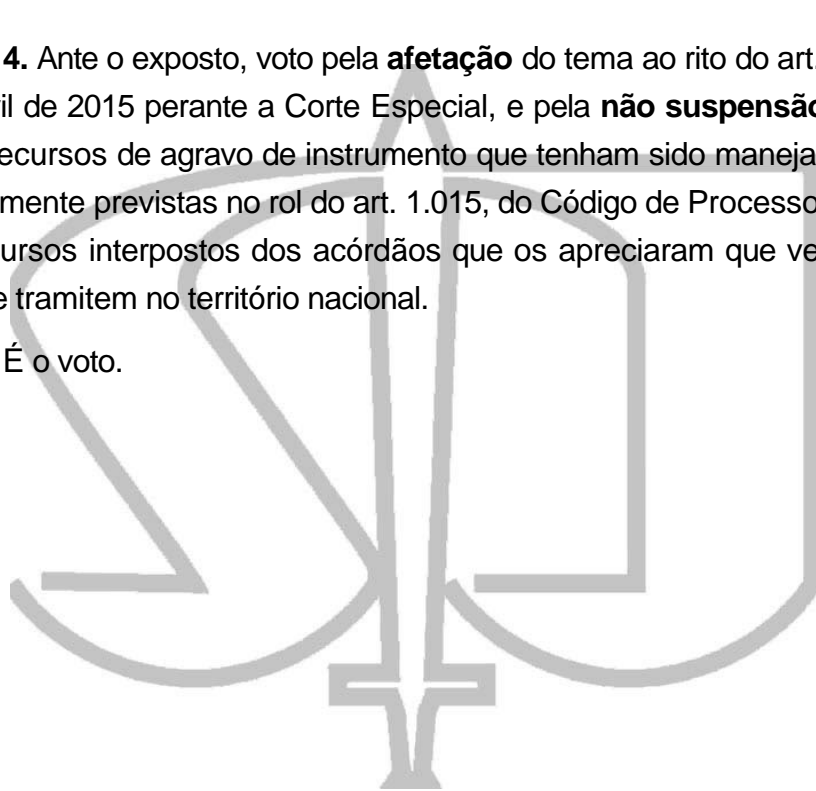 4. Ante o exposto, voto pela afetação do tema ao rito do art.
il de 2015 perante a Corte Especial, e pela não suspensão
ecursos de agravo de instrumento que tenham sido maneja
mente previstas no rol do art. 1.015, do Código de Processo
ursos interpostos dos acórdãos que os apreciaram que ve
e tramitem no território nacional.
É o voto.